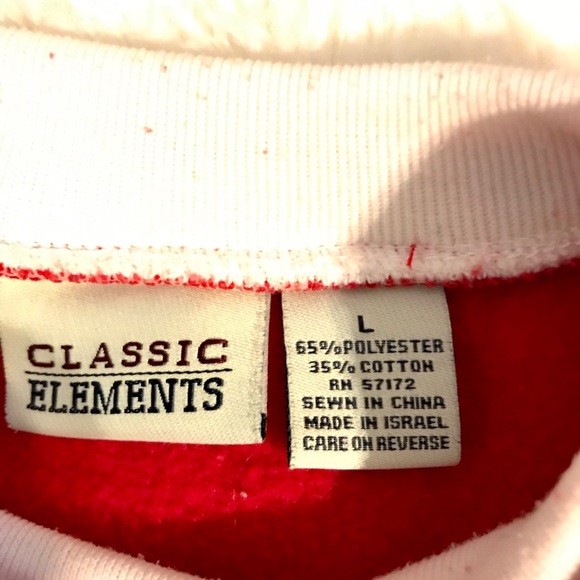 CLASSIC
ELEMENTS
L
65% POLYESTER
35% COTTON
RN 57172
SEWN IN CHINA
MADE IN ISRAEL
CARE ON REVERSE